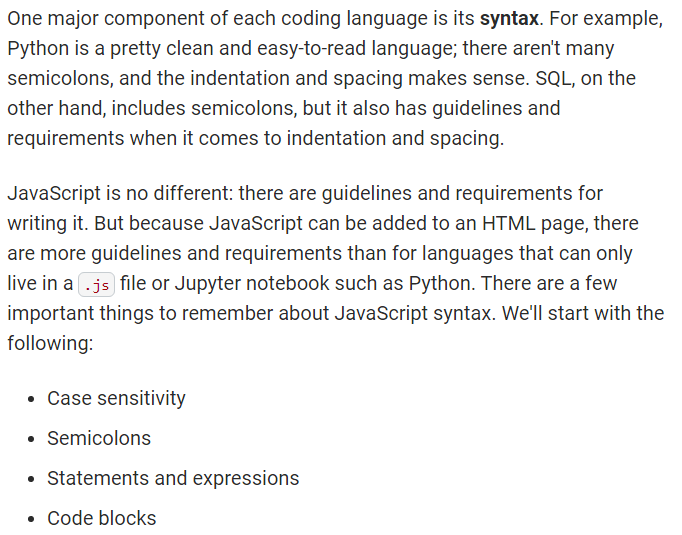 One major component of each coding language is its syntax. For example,
Python is a pretty clean and easy-to-read language; there aren't many
semicolons, and the indentation and spacing makes sense. SQL, on the
other hand, includes semicolons, but it also has guidelines and
requirements when it comes to indentation and spacing.
JavaScript is no different: there are guidelines and requirements for
writing it. But because JavaScript can be added to an HTML page, there
are more guidelines and requirements than for languages that can only
live in a .js file or Jupyter notebook such as Python. There are a few
important things to remember about JavaScript syntax. We'll start with the
following:
• Case sensitivity
• Semicolons
• Statements and expressions
• Code blocks